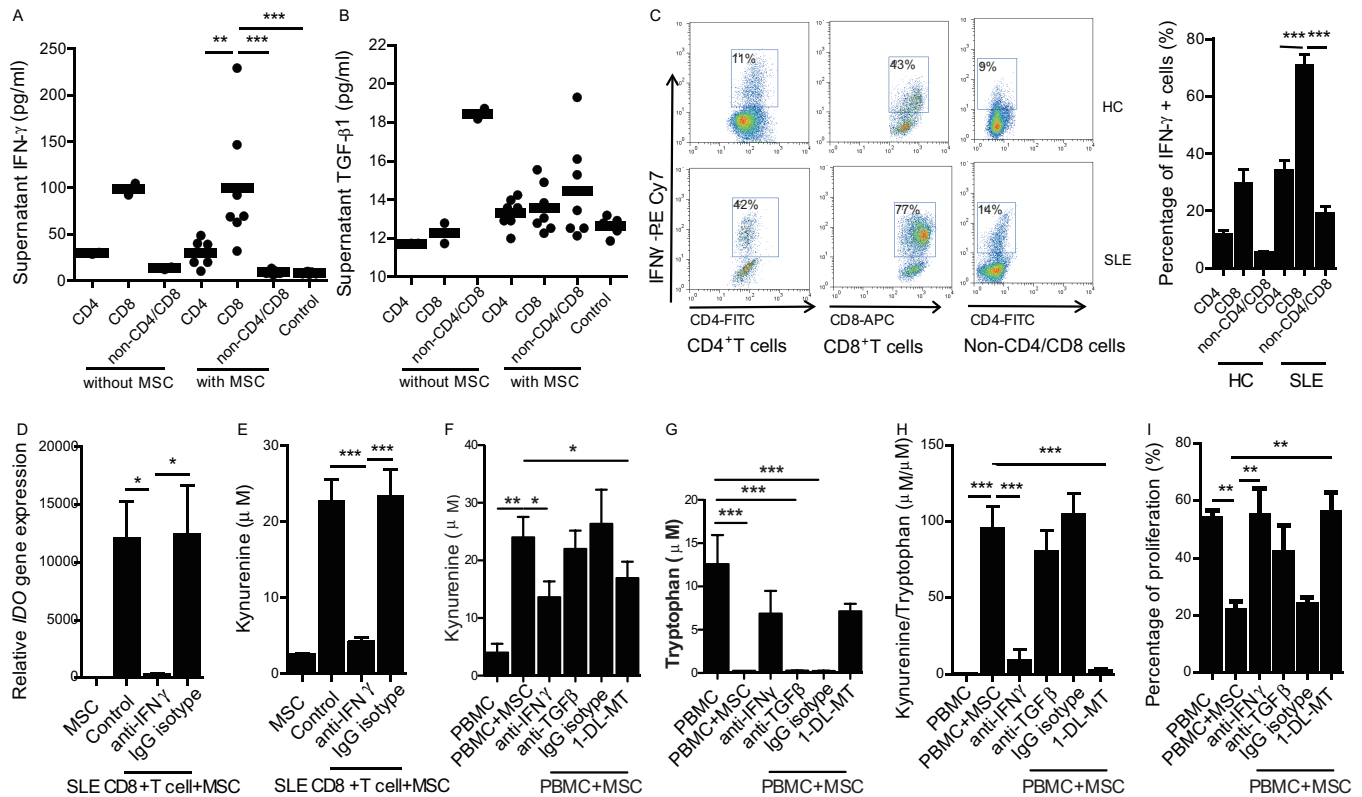 A
Supernatant IFN-γ (pg/ml)
250
200
150
100
50
0
** *** ***
CD4
CD8
non-CD4/CD8
CD4
CD8
non-CD4/CD8
Control
without MSC
with MSC
B
Supernatant TGF-β1 (pg/ml)
22
20
18
16
14
12
10
CD4
CD8
non-CD4/CD8
CD4
CD8
non-CD4/CD8
Control
without MSC
with MSC
C
IFNγ-PE Cy7
11%
43%
9%
HC
42%
77%
14%
SLE
CD4-FITC
CD8-APC
CD4-FITC
CD4+T cells
CD8+T cells
Non-CD4/CD8 cells
Percentage of IFN-γ + cells (%)
80
60
40
20
0
*** ***
CD4
CD8
non-CD4/CD8
CD4
CD8
non-CD4/CD8
HC
SLE
D
Relative IDO gene expression
20000
15000
10000
5000
0
* *
MSC
Control
anti-IFNγ
IgG isotype
SLE CD8+T cell+MSC
E
Kynurenine (μ M)
30
20
10
0
*** ***
MSC
Control
anti-IFNγ
IgG isotype
SLE CD8 +T cell+MSC
F
Kynurenine (μ M)
40
30
20
10
0
** * *
PBMC
PBMC+MSC
anti-IFNγ
anti-TGFβ
IgG isotype
1-DL-MT
PBMC+MSC
G
Tryptophan (μ M)
20
15
10
5
0
*** *** ***
PBMC
PBMC+MSC
anti-IFNγ
anti-TGFβ
IgG isotype
1-DL-MT
PBMC+MSC
H
Kynurenine/Tryptophan (μ M/μM)
150
100
50
0
*** *** ***
PBMC
PBMC+MSC
anti-IFNγ
anti-TGFβ
IgG isotype
1-DL-MT
PBMC+MSC
I
Percentage of proliferation (%)
80
60
40
20
0
** ** **
PBMC
PBMC+MSC
anti-IFNγ
anti-TGFβ
IgG isotype
1-DL-MT
PBMC+MSC